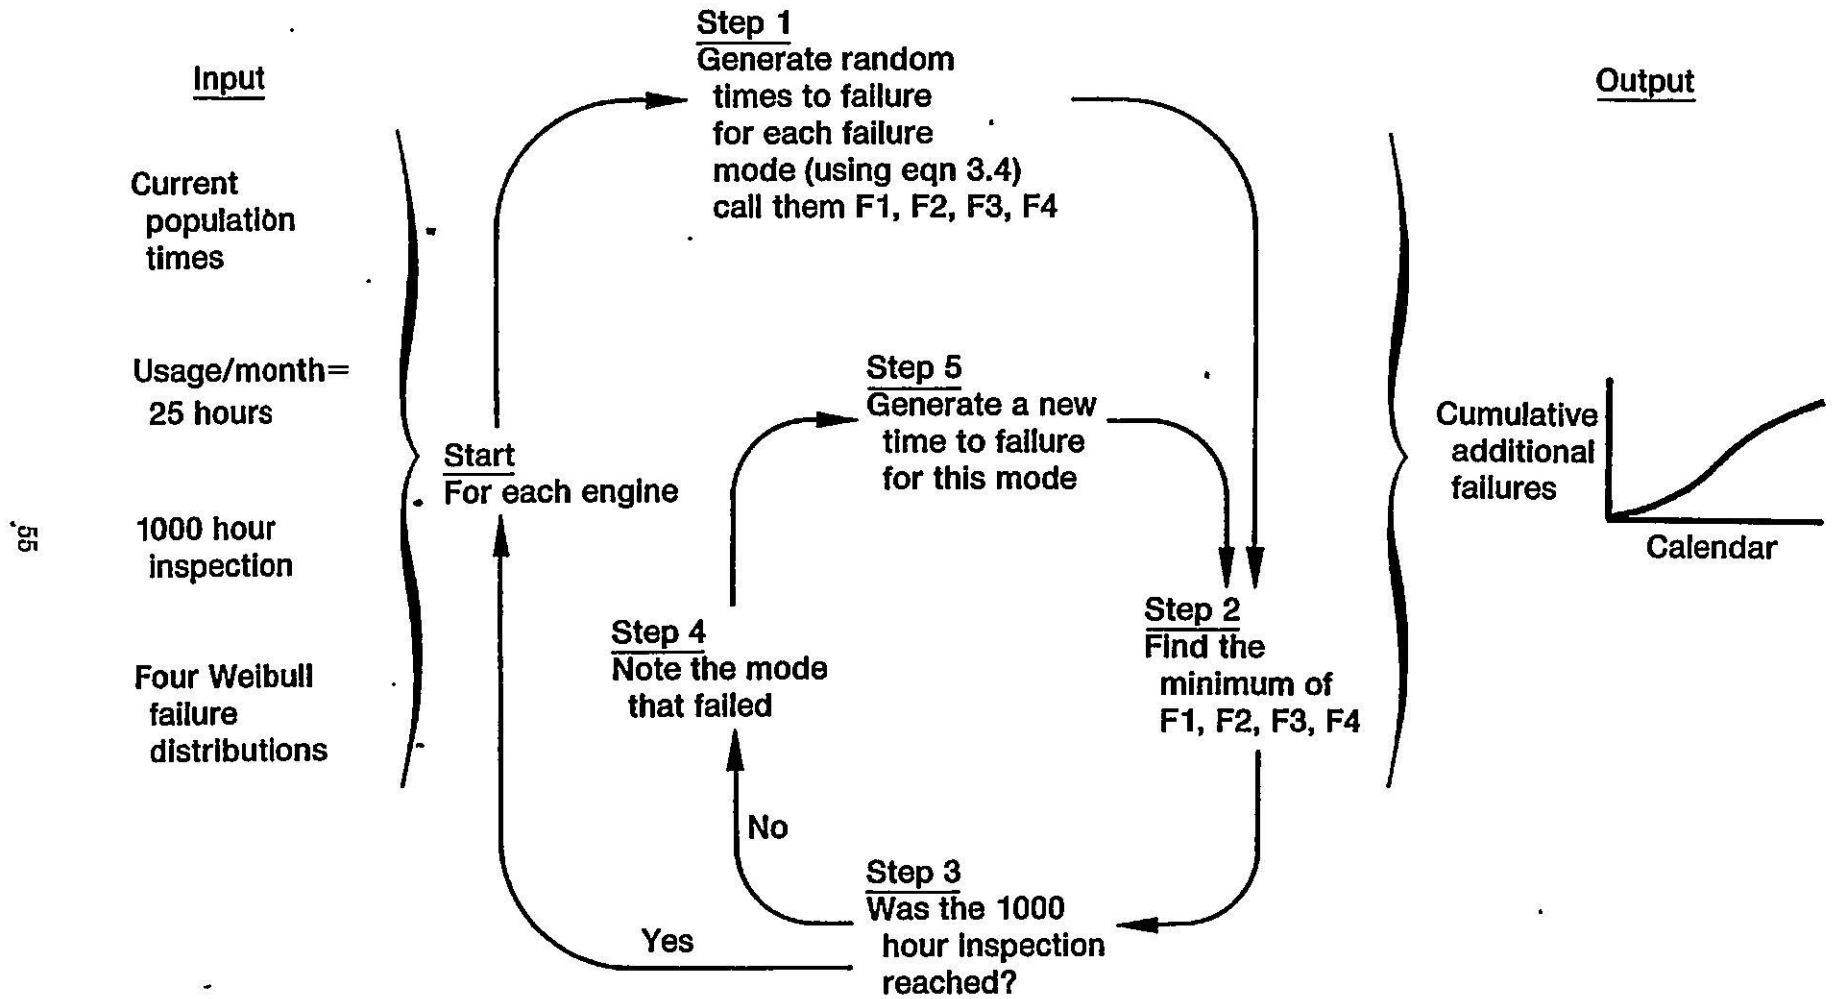 Input
Current
population
times
Usage/month=
25 hours
1000 hour
inspection
Four Weibull
failure
distributions
Start
For each engine
Step 1
Generate random
times to failure
for each failure
mode (using eqn 3.4)
call them F1, F2, F3, F4
Step 5
Generate a new
time to failure
for this mode
Step 2
Find the
minimum of
F1, F2, F3, F4
Step 4
Note the mode
that failed
No
Step 3
Was the 1000
hour inspection
reached?
Yes
Output
Cumulative
additional
failures
Calendar
55